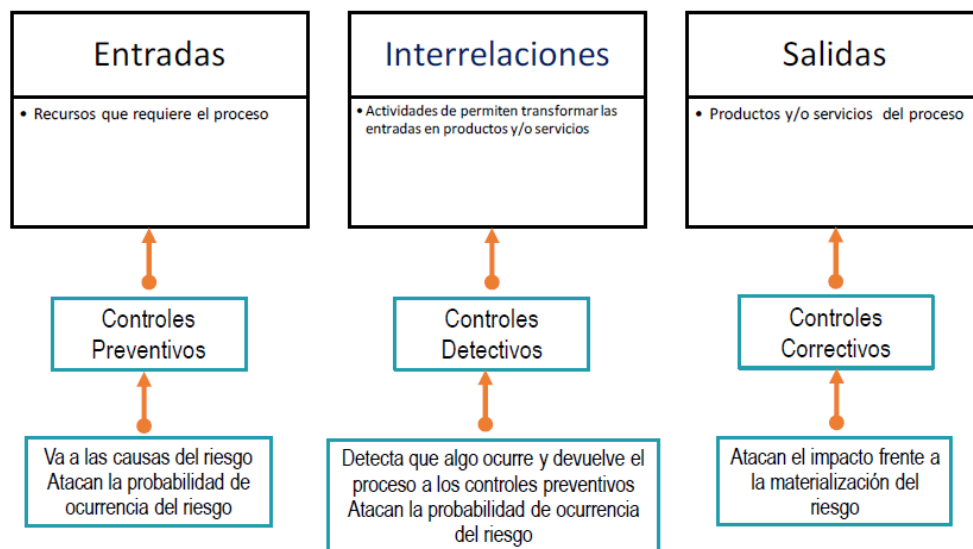 Entradas
• Recursos que requiere el proceso
Interrelaciones
• Actividades de permiten transformar las
entradas en productos y/o servicios
Salidas
• Productos y/o servicios del proceso
Controles
Preventivos
Controles
Detectivos
Controles
Correctivos
Va a las causas del riesgo
Atacan la probabilidad de
ocurrencia del riesgo
Detecta que algo ocurre y devuelve el
proceso a los controles preventivos
Atacan la probabilidad de ocurrencia
del riesgo
Atacan el impacto frente a
la materialización del
riesgo